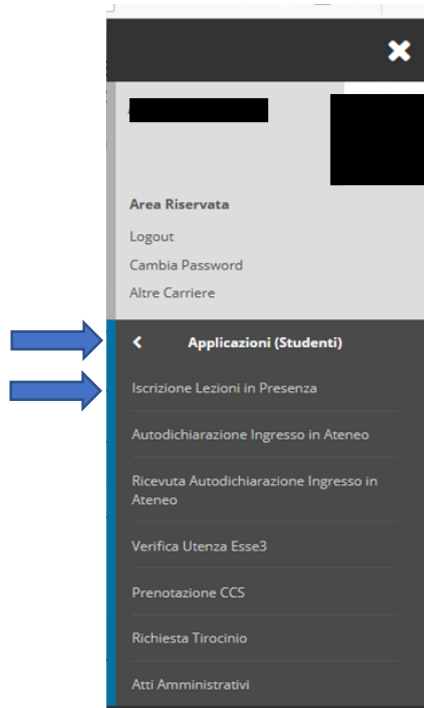 Area Riservata
Logout
Cambia Password
Altre Carriere
Applicazioni (Studenti)
Iscrizione Lezioni in Presenza
Autodichiarazione Ingresso in Ateneo
Ricevuta Autodichiarazione Ingresso in
Ateneo
Verifica Utenza Esse3
Prenotazione CCS
Richiesta Tirocinio
Atti Amministrativi